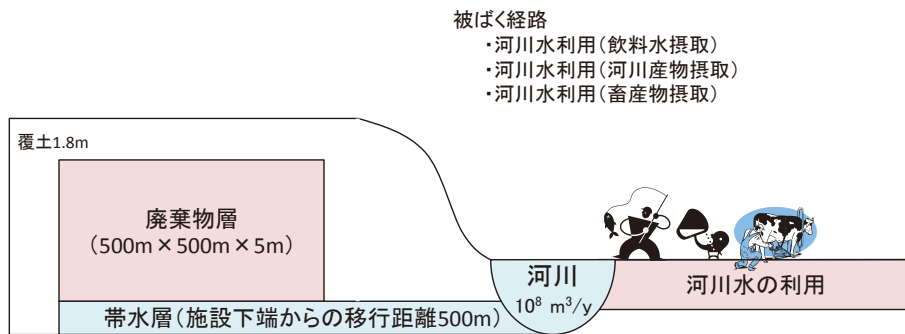 被ばく経路
・河川水利用(飲料水摂取)
・河川水利用(河川産物摂取)
・河川水利用(畜産物摂取)
覆土1.8m
廃棄物層
(500m×500m×5m)
河川
10⁸ m³/y
河川水の利用
帯水層(施設下端からの移行距離500m)